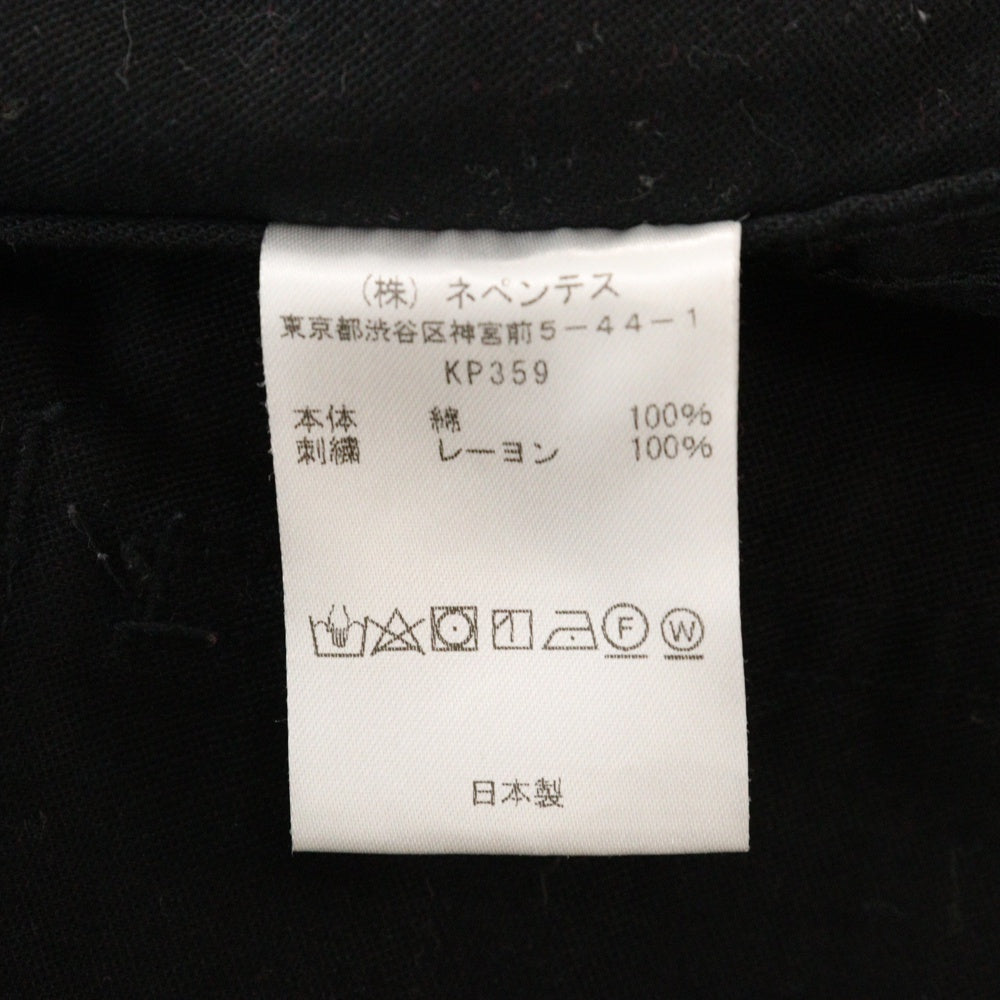 （株）ネペンテス
東京都渋谷区神宮前5－44－1
KP359
本体 綿 100%
刺繍 レーヨン 100%
F W
日本製